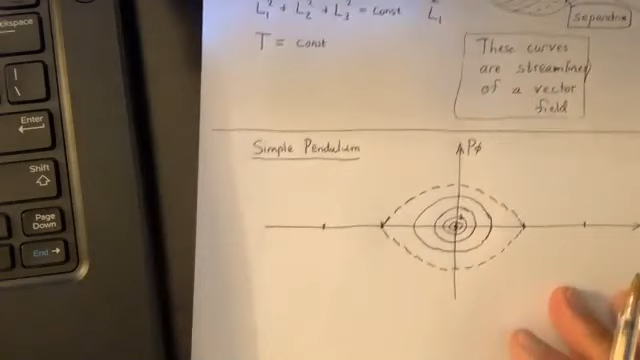 L₁² + L₂² + L₃² = const
L₁
separatrix
T = const
These curves
are streamlines
of a vector
field
Simple Pendulum
Pϕ
Backspace
|
\
Enter
Shift
Page
Down
End